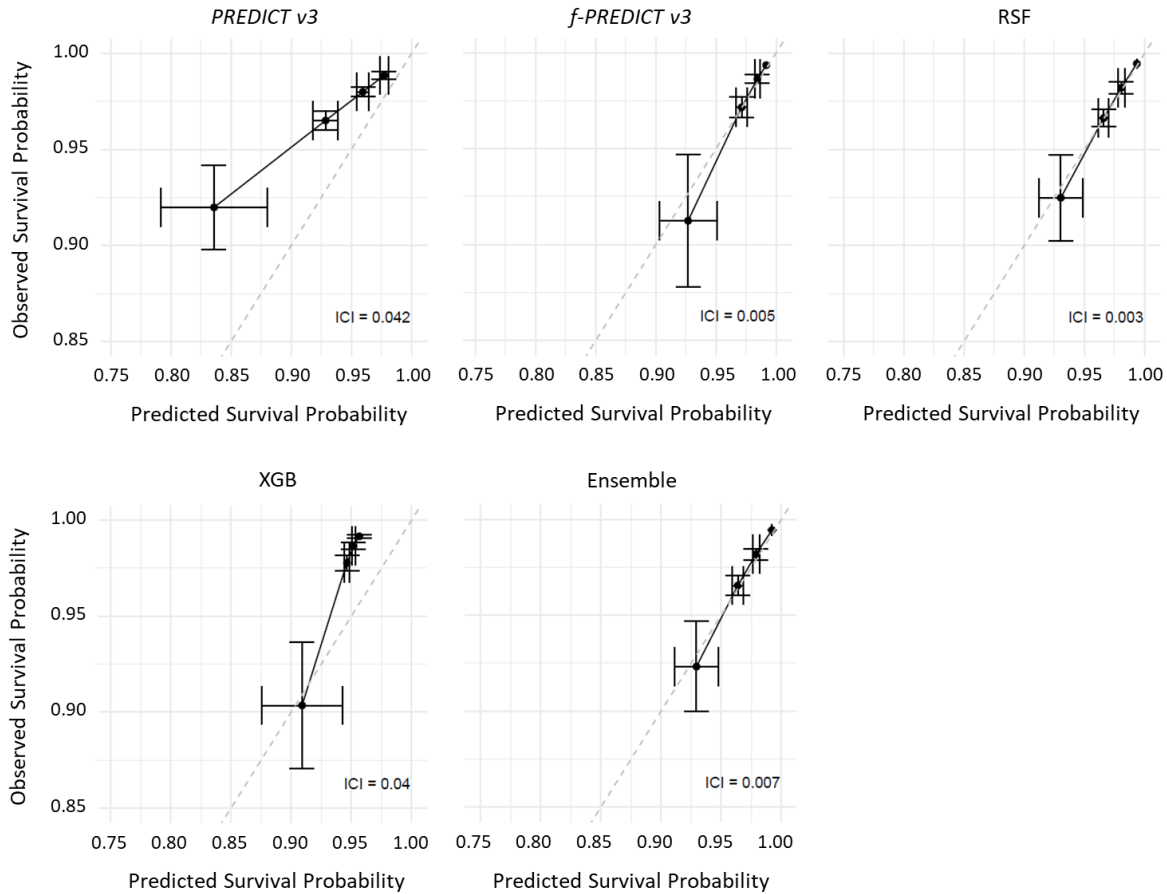 PREDICT v3
f-PREDICT v3
RSF
Observed Survival Probability
1.00
0.95
0.90
0.85
ICI = 0.042
ICI = 0.005
ICI = 0.003
0.75 0.80 0.85 0.90 0.95 1.00
0.75 0.80 0.85 0.90 0.95 1.00
0.75 0.80 0.85 0.90 0.95 1.00
Predicted Survival Probability
Predicted Survival Probability
Predicted Survival Probability
XGB
Ensemble
Observed Survival Probability
1.00
0.95
0.90
0.85
ICI = 0.04
ICI = 0.007
0.75 0.80 0.85 0.90 0.95 1.00
0.75 0.80 0.85 0.90 0.95 1.00
Predicted Survival Probability
Predicted Survival Probability